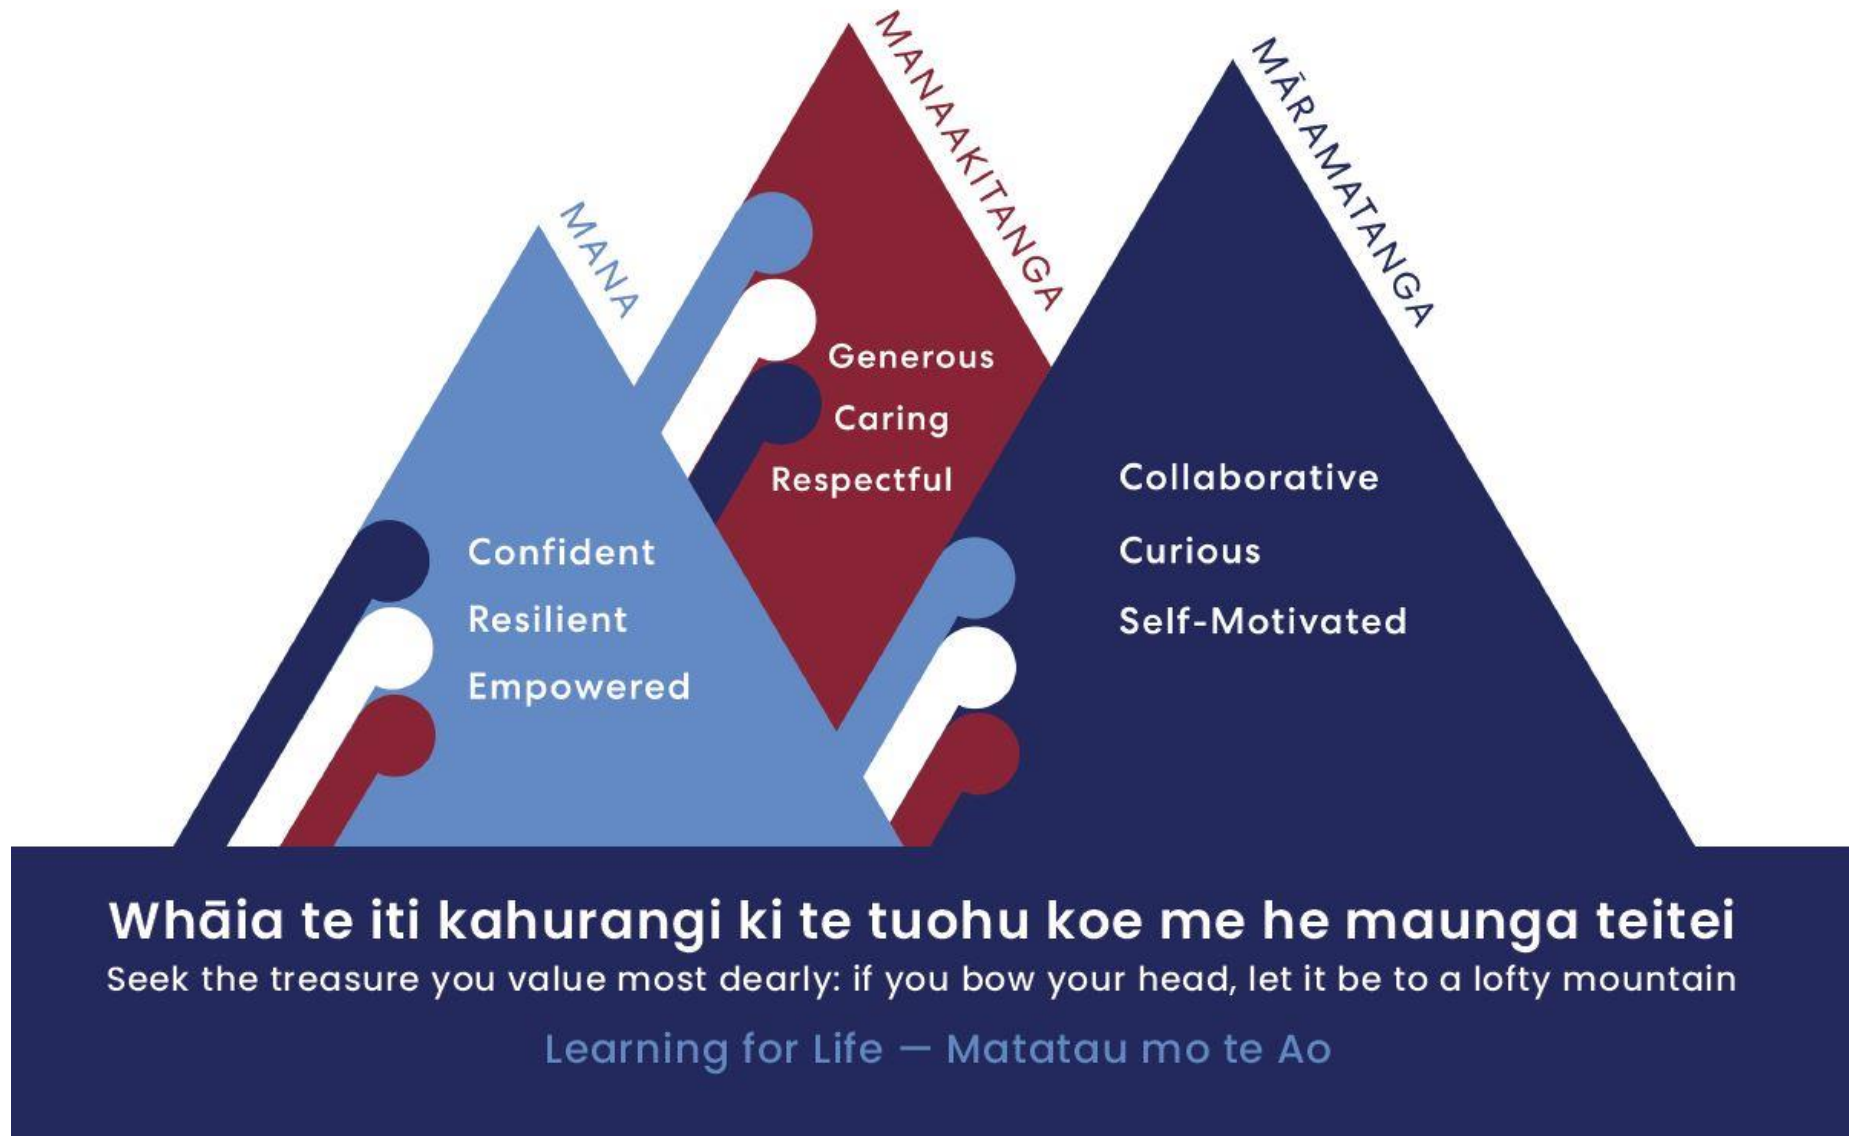 MANA
Confident
Resilient
Empowered
MANAAKITANGA
Generous
Caring
Respectful
MĀRAMATANGA
Collaborative
Curious
Self-Motivated
Whāia te iti kahurangi ki te tuohu koe me he maunga teitei
Seek the treasure you value most dearly: if you bow your head, let it be to a lofty mountain
Learning for Life — Matatau mo te Ao